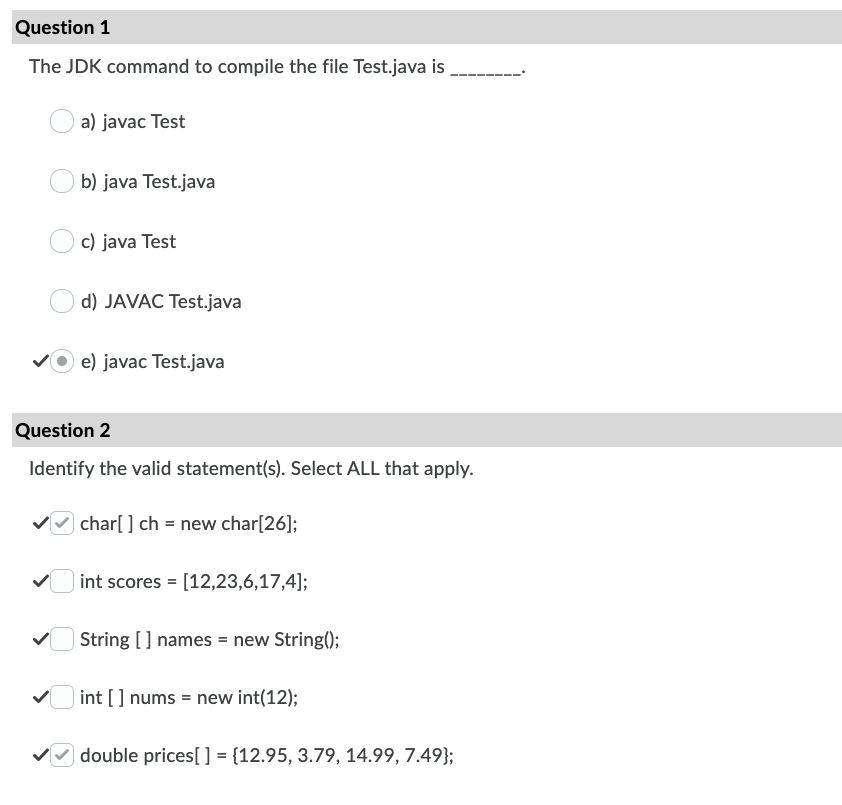 Question 1
The JDK command to compile the file Test.java is ________.
a) javac Test
b) java Test.java
c) java Test
d) JAVAC Test.java
e) javac Test.java
Question 2
Identify the valid statement(s). Select ALL that apply.
char[ ] ch = new char[26];
int scores = [12,23,6,17,4];
String [ ] names = new String();
int [ ] nums = new int(12);
double prices[ ] = {12.95, 3.79, 14.99, 7.49};